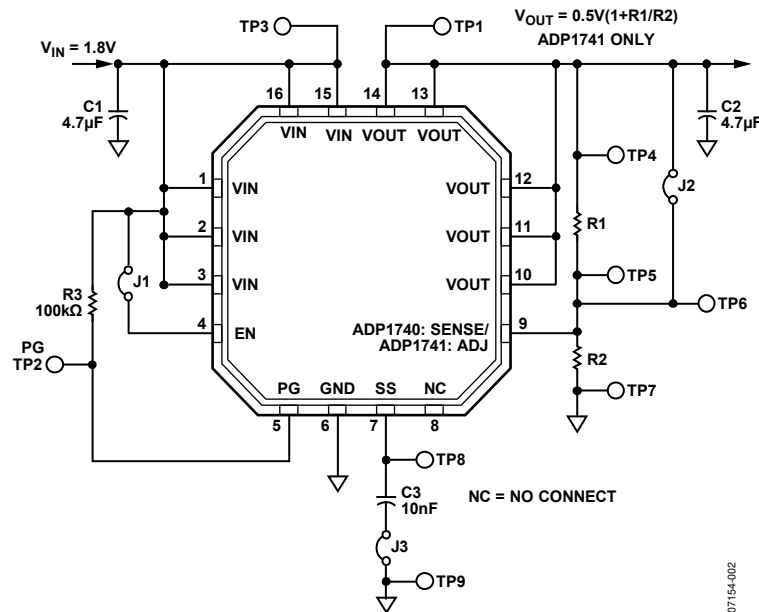 TP3
TP1
VOUT = 0.5V(1+R1/R2)
ADP1741 ONLY
VIN = 1.8V
C1
4.7µF
16
15
14
13
VIN
VIN
VOUT
VOUT
C2
4.7µF
TP4
J2
1
VIN
VOUT
12
2
VIN
VOUT
11
R1
3
VIN
VOUT
10
TP5
TP6
R3
100kΩ
J1
4
EN
ADP1740: SENSE/
ADP1741: ADJ
9
R2
PG
TP2
TP7
PG
GND
SS
NC
5
6
7
8
TP8
C3
10nF
NC = NO CONNECT
J3
TP9
07154-002